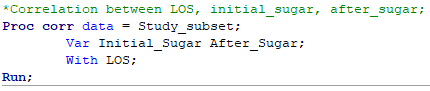 *Correlation between LOS, initial_sugar, after_sugar;
Proc corr data = Study_subset;
Var Initial_Sugar After_Sugar;
With LOS;
Run;